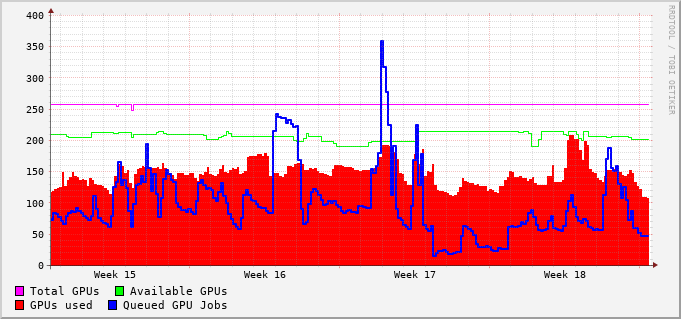 400
350
300
250
200
150
100
50
0
Week 15 Week 16 Week 17 Week 18
Total GPUs Available GPUs
GPUs used Queued GPU Jobs
RRDTOOL / TOBI OETIKER